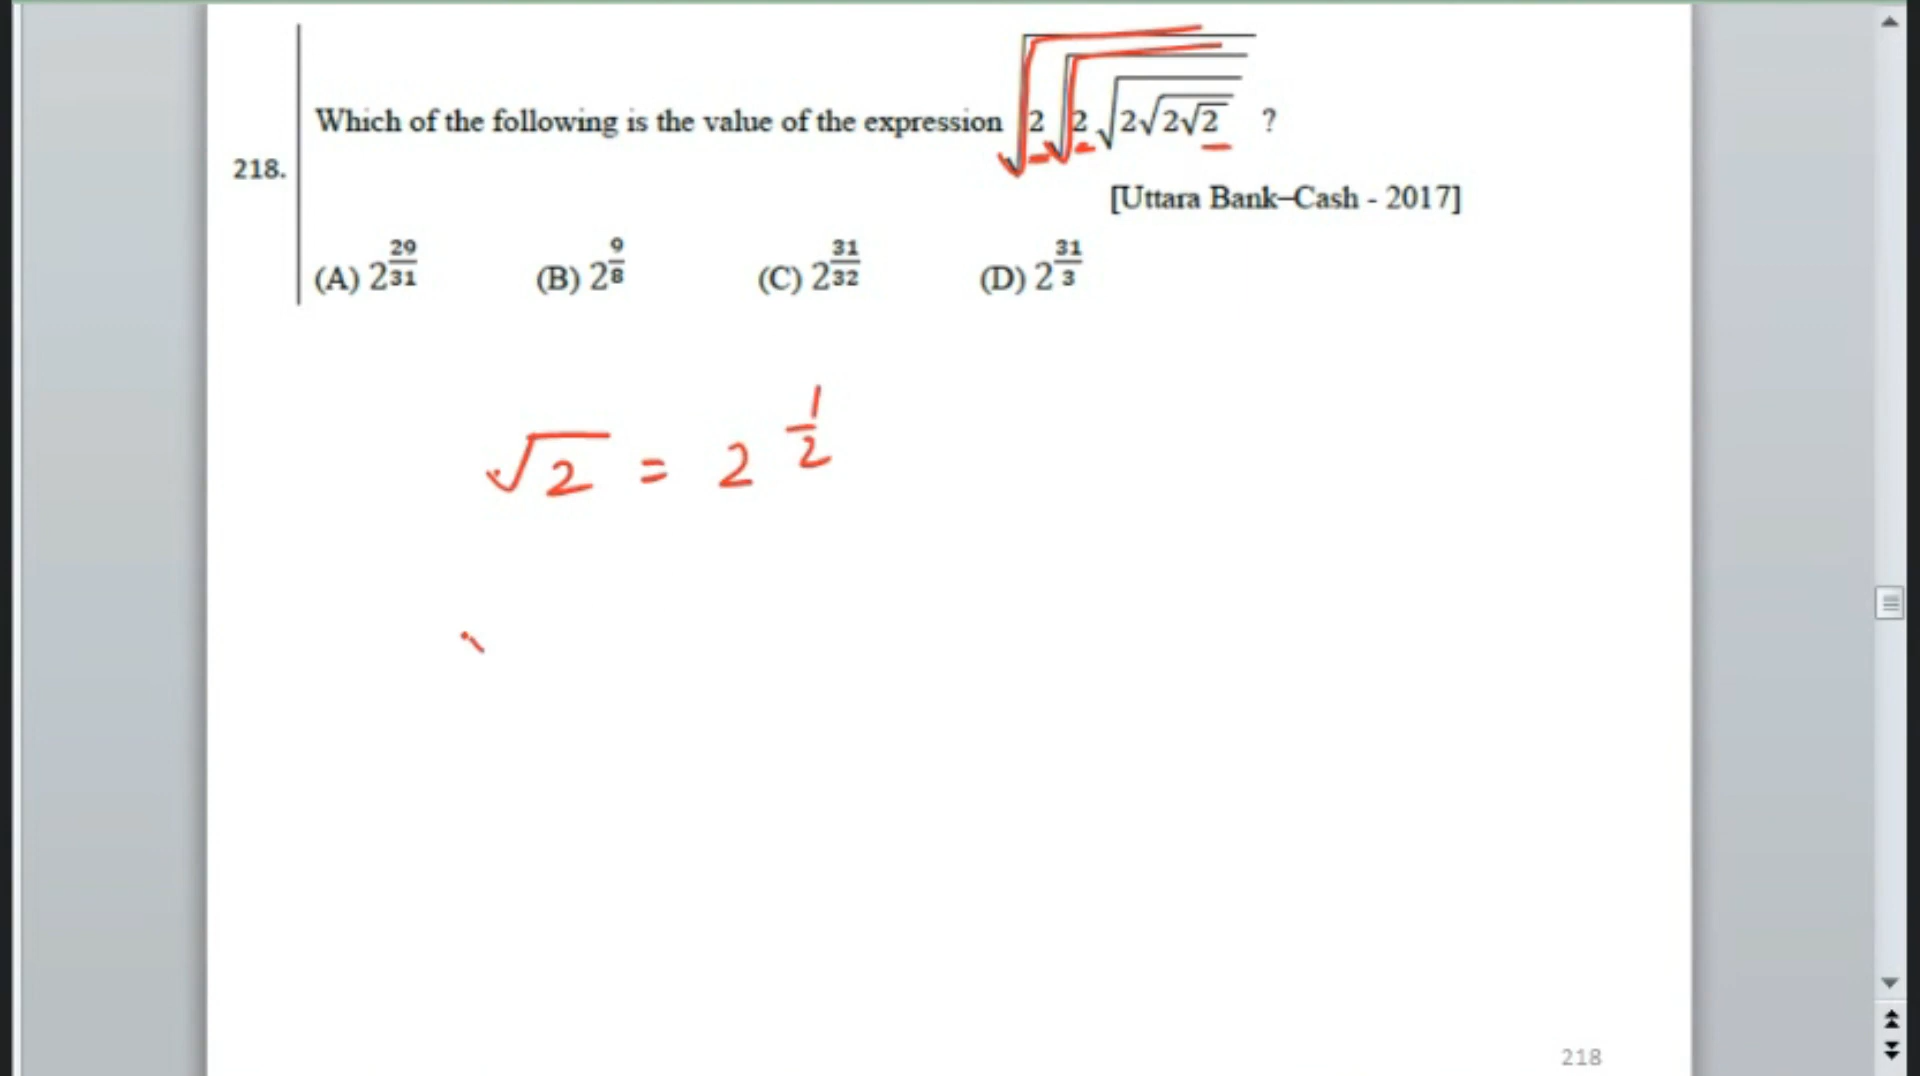 Which of the following is the value of the expression √(2√(2√(2√(2√2)))) ?
218.
[Uttara Bank–Cash - 2017]
(A) 2^(29/31) (B) 2^(9/8) (C) 2^(31/32) (D) 2^(31/3)
√2 = 2^(1/2)
218